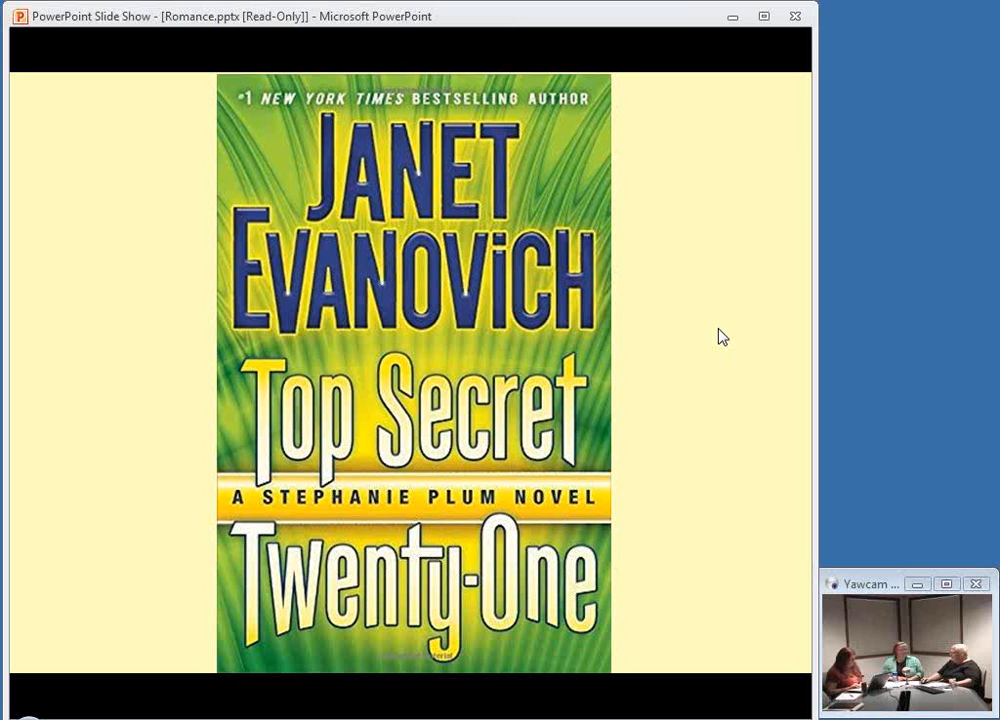 PowerPoint Slide Show - [Romance.pptx [Read-Only]] - Microsoft PowerPoint
#1 NEW YORK TIMES BESTSELLING AUTHOR
JANET
EVANOVICH
Top Secret
A STEPHANIE PLUM NOVEL
Twenty-One
Yawcam ...